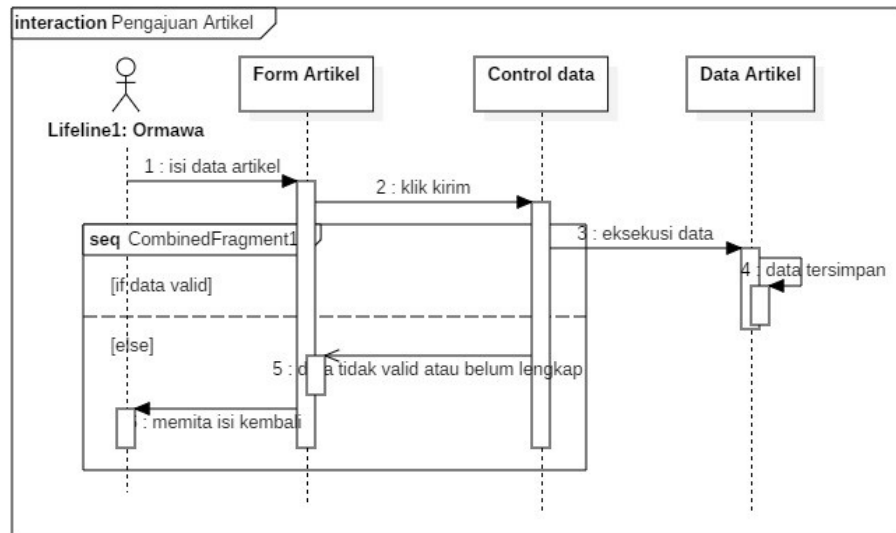 interaction Pengajuan Artikel
Form Artikel
Control data
Data Artikel
Lifeline1: Ormawa
1 : isi data artikel
2 : klik kirim
seq CombinedFragment1
3 : eksekusi data
4 : data tersimpan
[if data valid]
[else]
5 : data tidak valid atau belum lengkap
: memita isi kembali